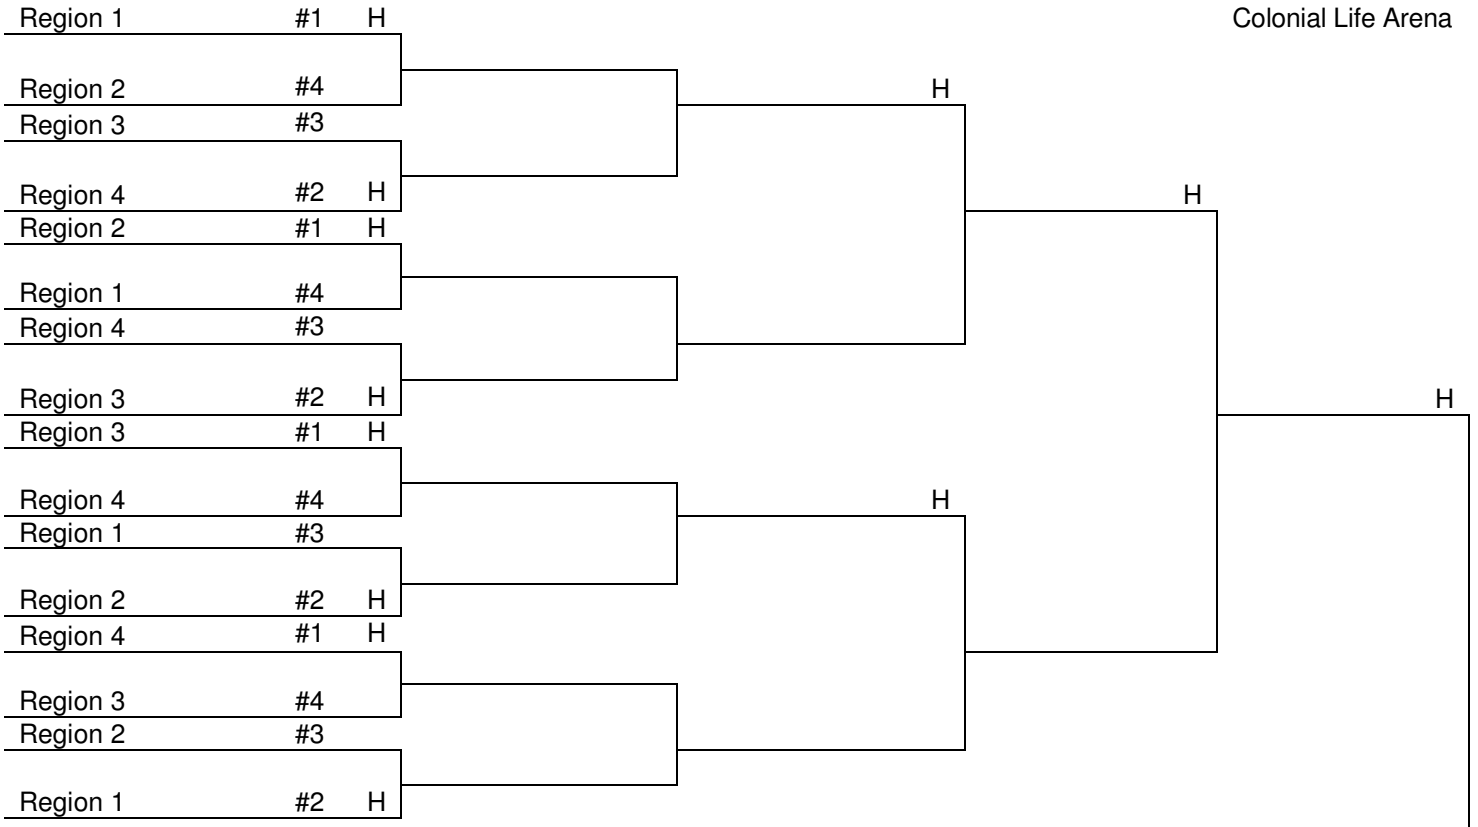 Region 1 #1 H
Colonial Life Arena
Region 2 #4
H
Region 3 #3
Region 4 #2 H
H
Region 2 #1 H
Region 1 #4
Region 4 #3
Region 3 #2 H
H
Region 3 #1 H
Region 4 #4
H
Region 1 #3
Region 2 #2 H
Region 4 #1 H
Region 3 #4
Region 2 #3
Region 1 #2 H